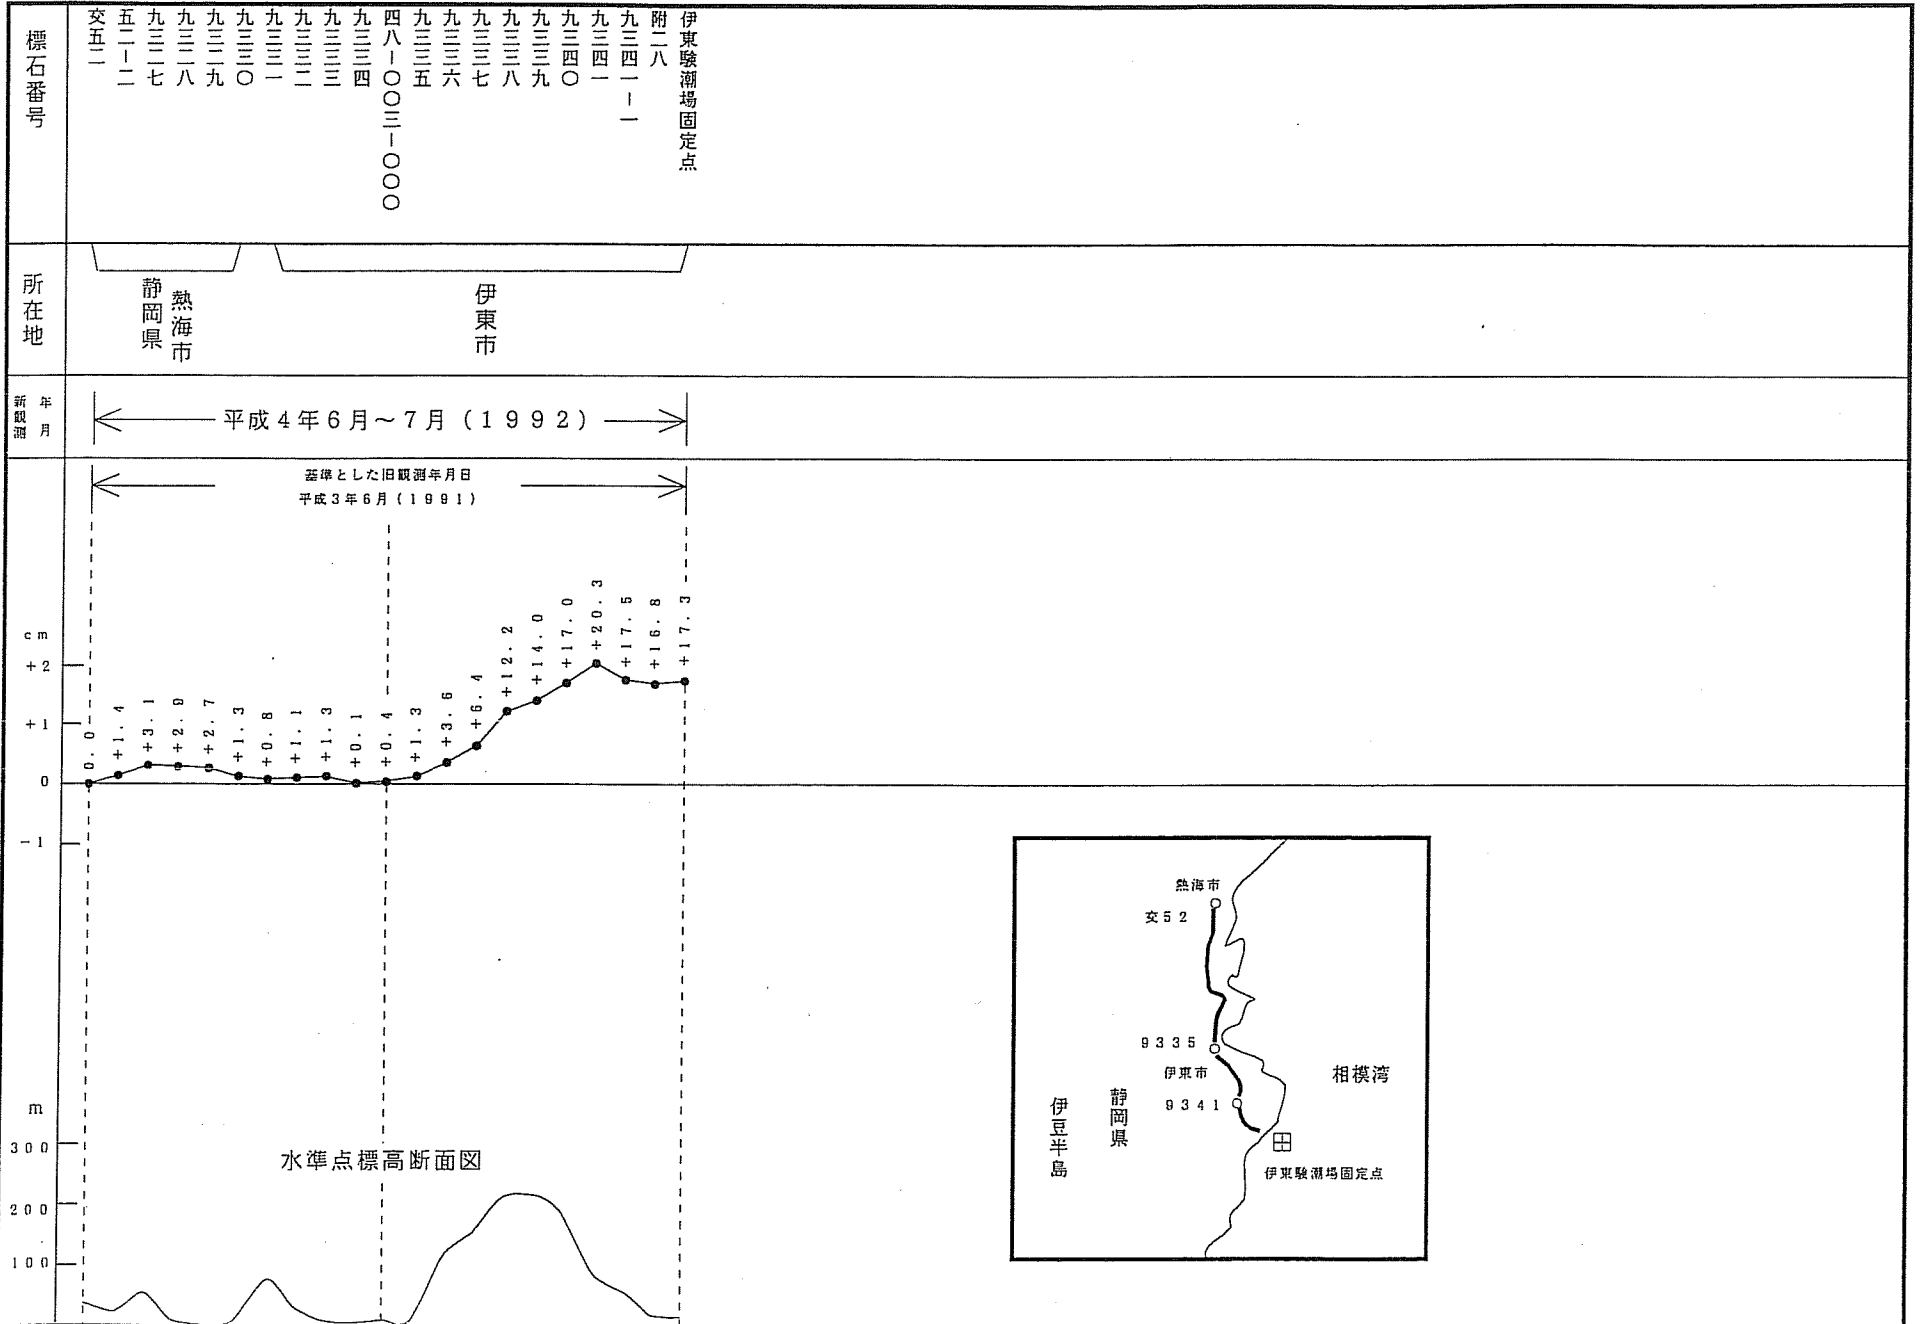 標石番号
交五二
五二－二
九三二七
九三二八
九三二九
九三三〇
九三三一
九三三二
九三三三
九三三四
四八－〇〇三－〇〇〇
九三三五
九三三六
九三三七
九三三八
九三三九
九三四〇
九三四一
九三四一－一
附二八
伊東験潮場固定点
所在地
静岡県
熱海市
伊東市
新観測
年月
平成4年6月～7月(1992)
基準とした旧観測年月日
平成3年6月(1991)
cm
+2
+1
0
-1
0.0
+1.4
+3.1
+2.9
+2.7
+1.3
+0.8
+1.1
+1.3
+0.1
+0.4
+1.3
+3.6
+6.4
+12.2
+14.0
+17.0
+20.3
+17.5
+16.8
+17.3
m
300
200
100
水準点標高断面図
熱海市
交52
9335
伊東市
9341
相模湾
静岡県
伊豆半島
伊東験潮場固定点